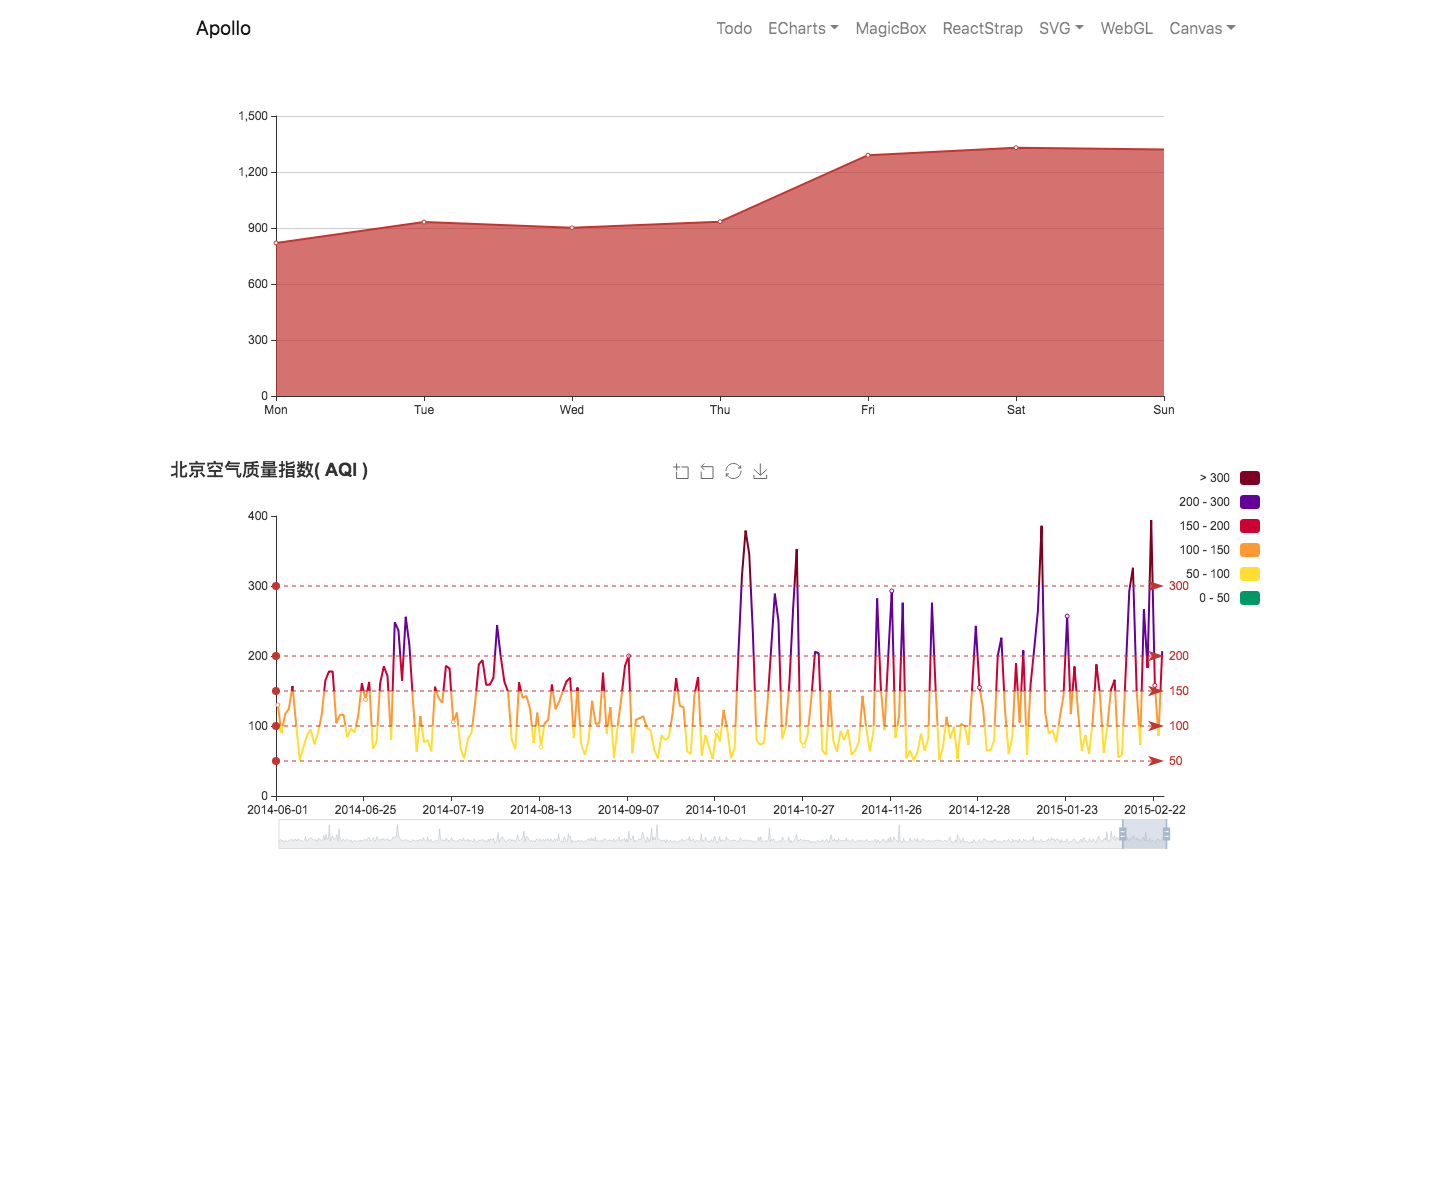 Apollo Todo ECharts MagicBox ReactStrap SVG WebGL Canvas
1,500
1,200
900
600
300
0
Mon Tue Wed Thu Fri Sat Sun
北京空气质量指数( AQI )
> 300
200 - 300
150 - 200
100 - 150
50 - 100
0 - 50
400
300
200
100
0
300
200
150
100
50
2014-06-01 2014-06-25 2014-07-19 2014-08-13 2014-09-07 2014-10-01 2014-10-27 2014-11-26 2014-12-28 2015-01-23 2015-02-22